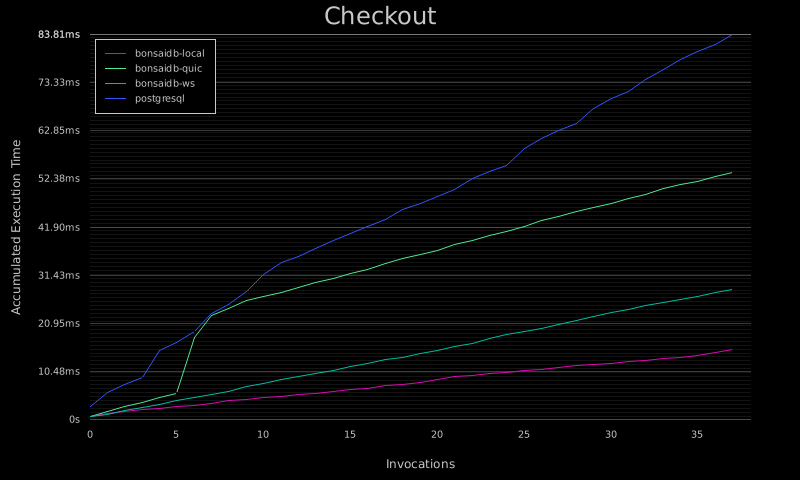 Checkout
83.81ms
73.33ms
62.85ms
52.38ms
41.90ms
31.43ms
20.95ms
10.48ms
0s
Accumulated Execution Time
bonsaidb-local
bonsaidb-quic
bonsaidb-ws
postgresql
0 5 10 15 20 25 30 35
Invocations